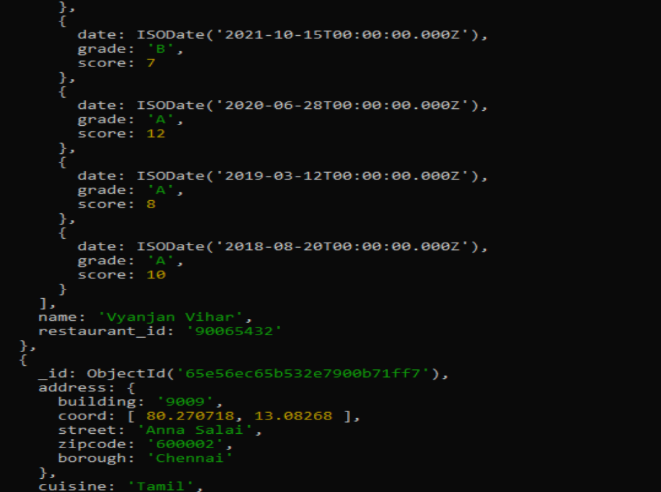 },
{
date: ISODate('2021-10-15T00:00:00.000Z'),
grade: 'B',
score: 7
},
{
date: ISODate('2020-06-28T00:00:00.000Z'),
grade: 'A',
score: 12
},
{
date: ISODate('2019-03-12T00:00:00.000Z'),
grade: 'A',
score: 8
},
{
date: ISODate('2018-08-20T00:00:00.000Z'),
grade: 'A',
score: 10
}
],
name: 'Vyanjan Vihar',
restaurant_id: '90065432'
},
{
_id: ObjectId('65e56ec65b532e7900b71ff7'),
address: {
building: '9009',
coord: [ 80.270718, 13.08268 ],
street: 'Anna Salai',
zipcode: '600002',
borough: 'Chennai'
},
cuisine: 'Tamil',